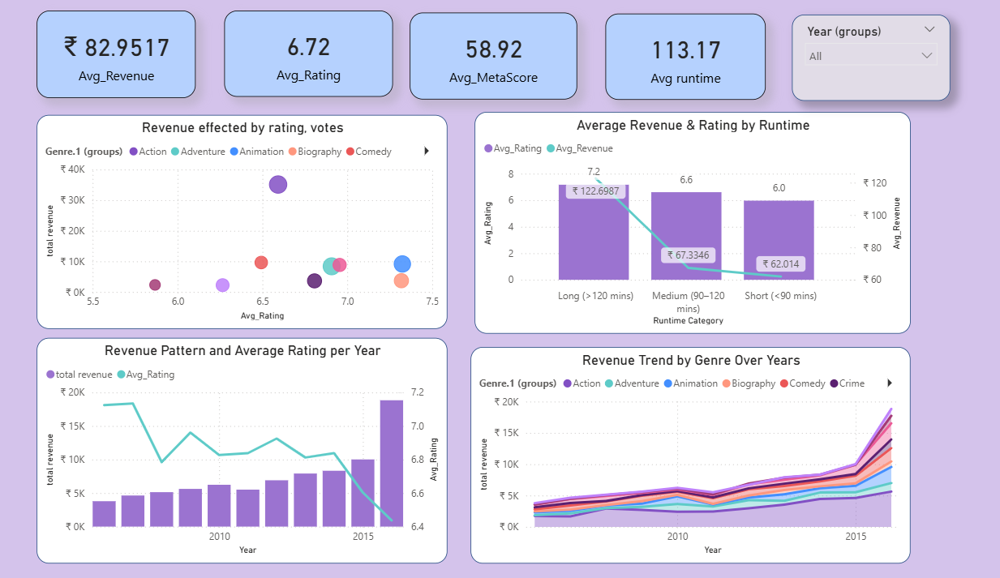 ₹ 82.9517
Avg_Revenue
6.72
Avg_Rating
58.92
Avg_MetaScore
113.17
Avg runtime
Year (groups)
All
Revenue effected by rating, votes
Genre.1 (groups) Action Adventure Animation Biography Comedy
₹ 40K
₹ 30K
₹ 20K
₹ 10K
₹ 0K
total revenue
5.5 6.0 6.5 7.0 7.5
Avg_Rating
Average Revenue & Rating by Runtime
Avg_Rating Avg_Revenue
8
6
4
2
0
Avg_Rating
7.2
6.6
6.0
₹ 122.6987
₹ 67.3346
₹ 62.014
₹ 120
₹ 100
₹ 80
₹ 60
Avg_Revenue
Long (>120 mins) Medium (90–120 Short (<90 mins)
mins)
Runtime Category
Revenue Pattern and Average Rating per Year
total revenue Avg_Rating
₹ 20K
₹ 15K
₹ 10K
₹ 5K
₹ 0K
total revenue
7.2
7.0
6.8
6.6
6.4
Avg_Rating
2010 2015
Year
Revenue Trend by Genre Over Years
Genre.1 (groups) Action Adventure Animation Biography Comedy Crime
₹ 20K
₹ 15K
₹ 10K
₹ 5K
₹ 0K
total revenue
2010 2015
Year